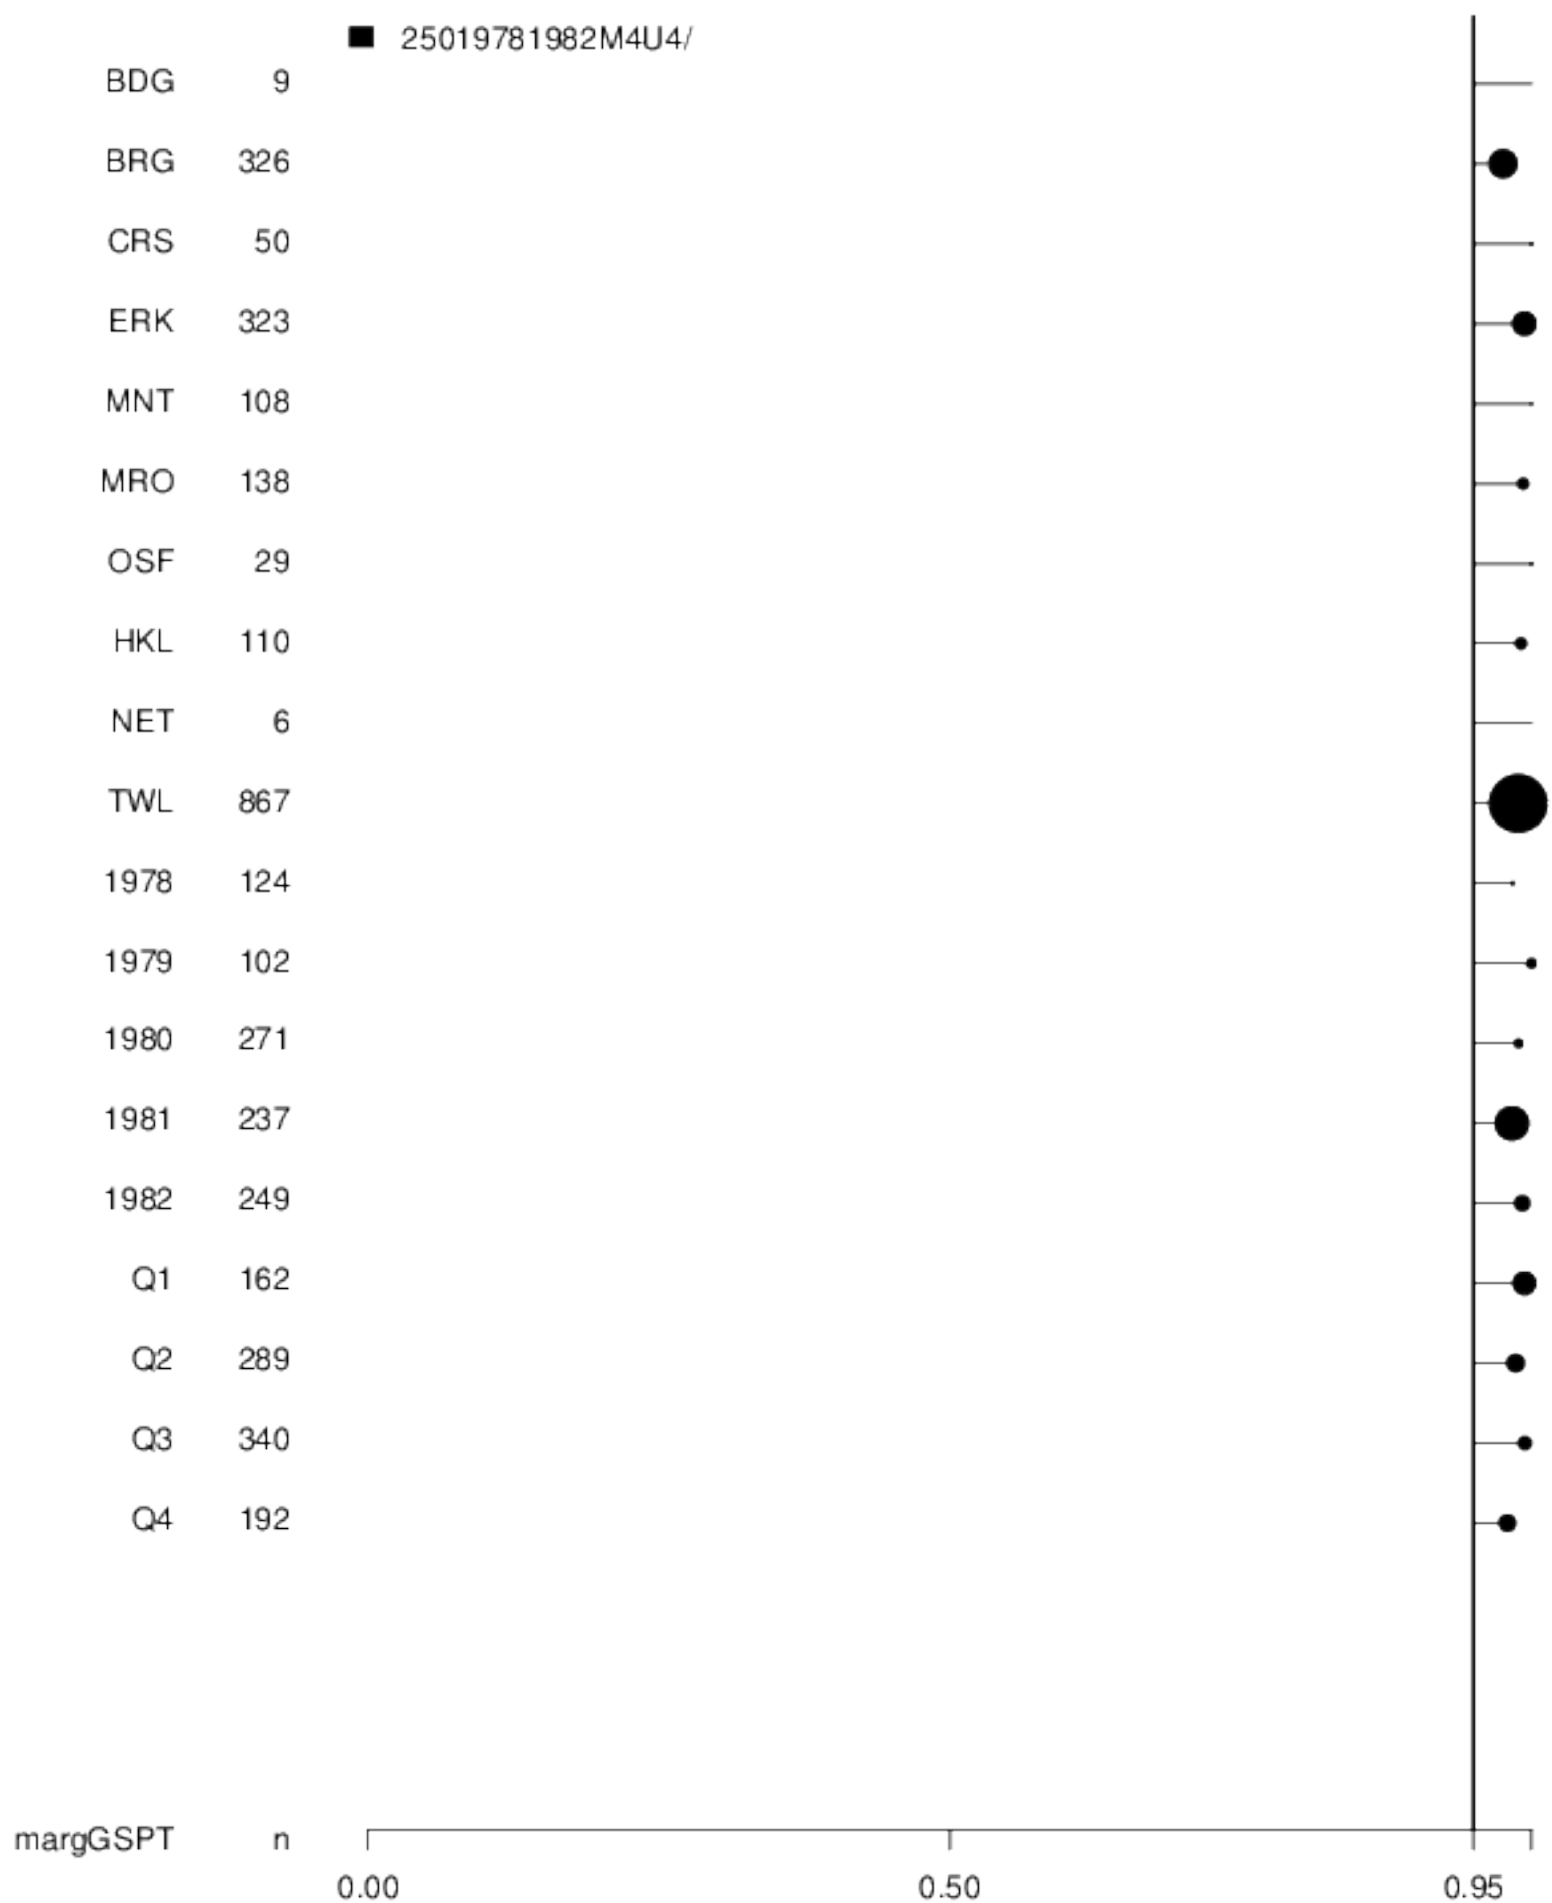 25019781982M4U4/
BDG 9
BRG 326
CRS 50
ERK 323
MNT 108
MRO 138
OSF 29
HKL 110
NET 6
TWL 867
1978 124
1979 102
1980 271
1981 237
1982 249
Q1 162
Q2 289
Q3 340
Q4 192
margGSPT n
0.00 0.50 0.95